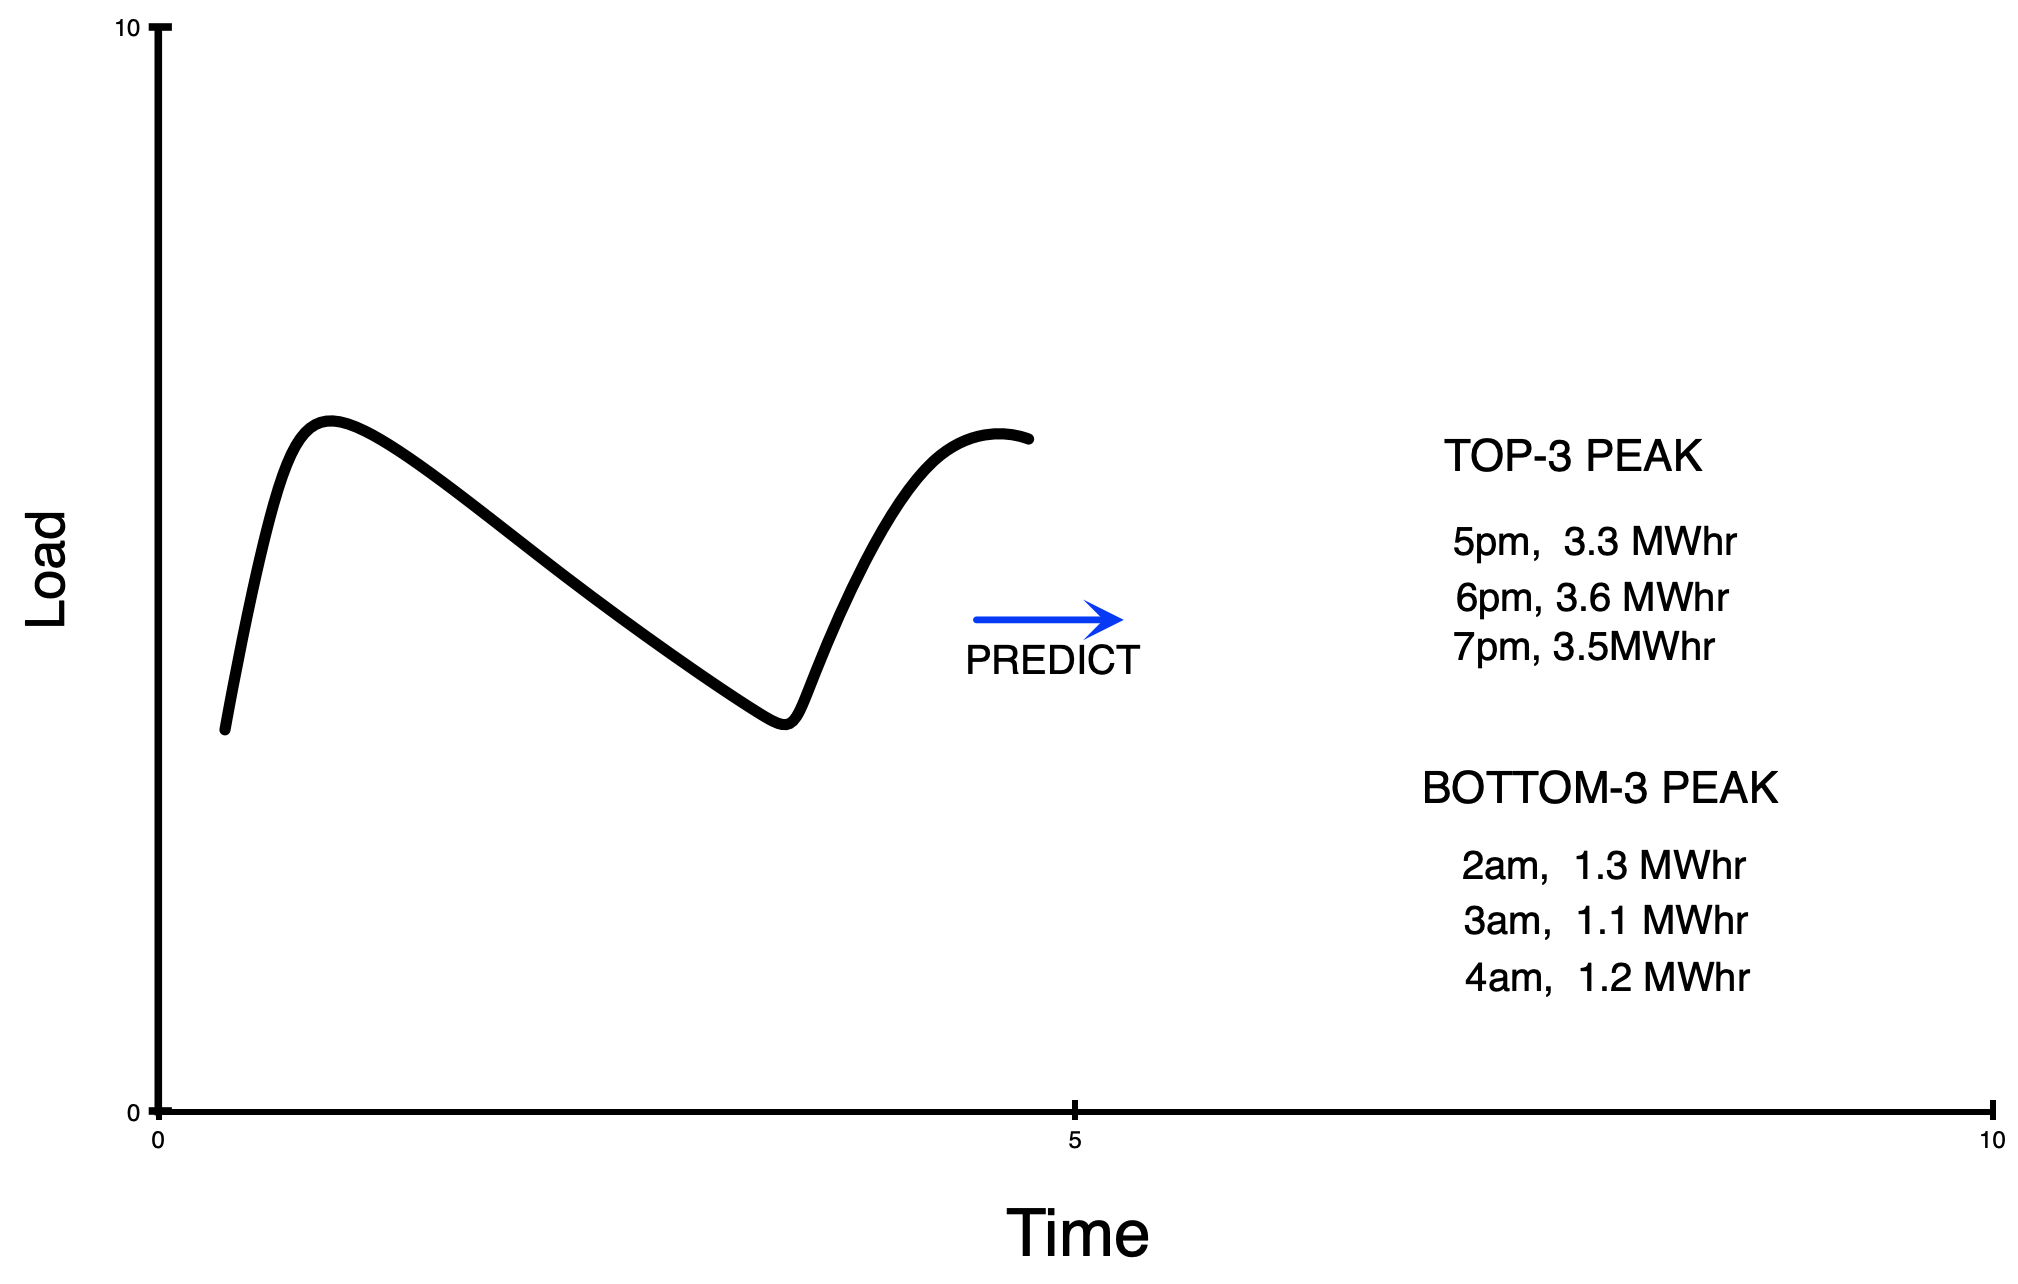 10
Load
TOP-3 PEAK
5pm, 3.3 MWhr
6pm, 3.6 MWhr
7pm, 3.5MWhr
PREDICT
BOTTOM-3 PEAK
2am, 1.3 MWhr
3am, 1.1 MWhr
4am, 1.2 MWhr
0
0 5 10
Time